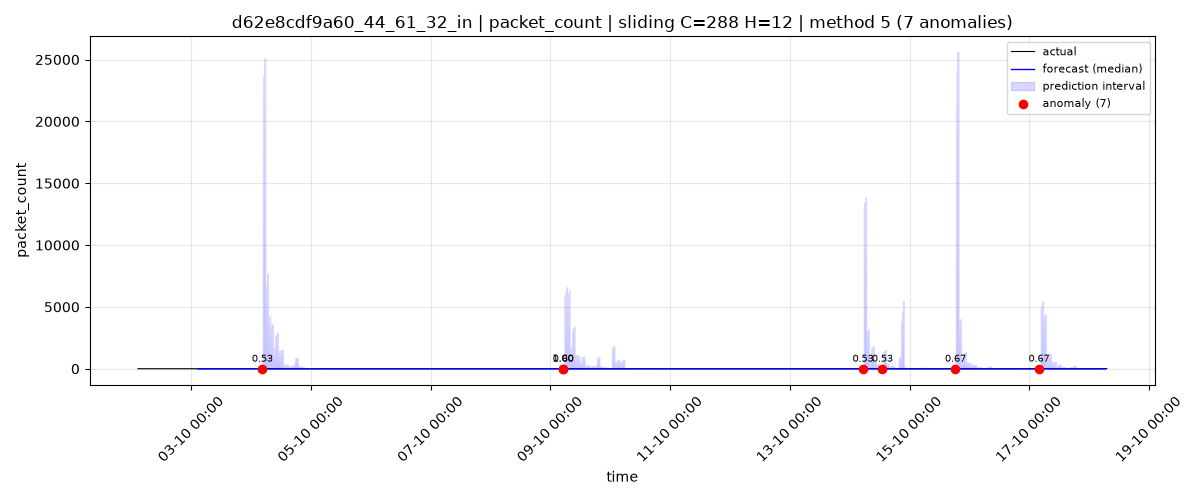 d62e8cdf9a60_44_61_32_in | packet_count | sliding C=288 H=12 | method 5 (7 anomalies)
actual
forecast (median)
prediction interval
anomaly (7)
packet_count
25000
20000
15000
10000
5000
0
0.53
0.53
0.53
0.67
0.67
03-10 00:00
05-10 00:00
07-10 00:00
09-10 00:00
11-10 00:00
13-10 00:00
15-10 00:00
17-10 00:00
19-10 00:00
time